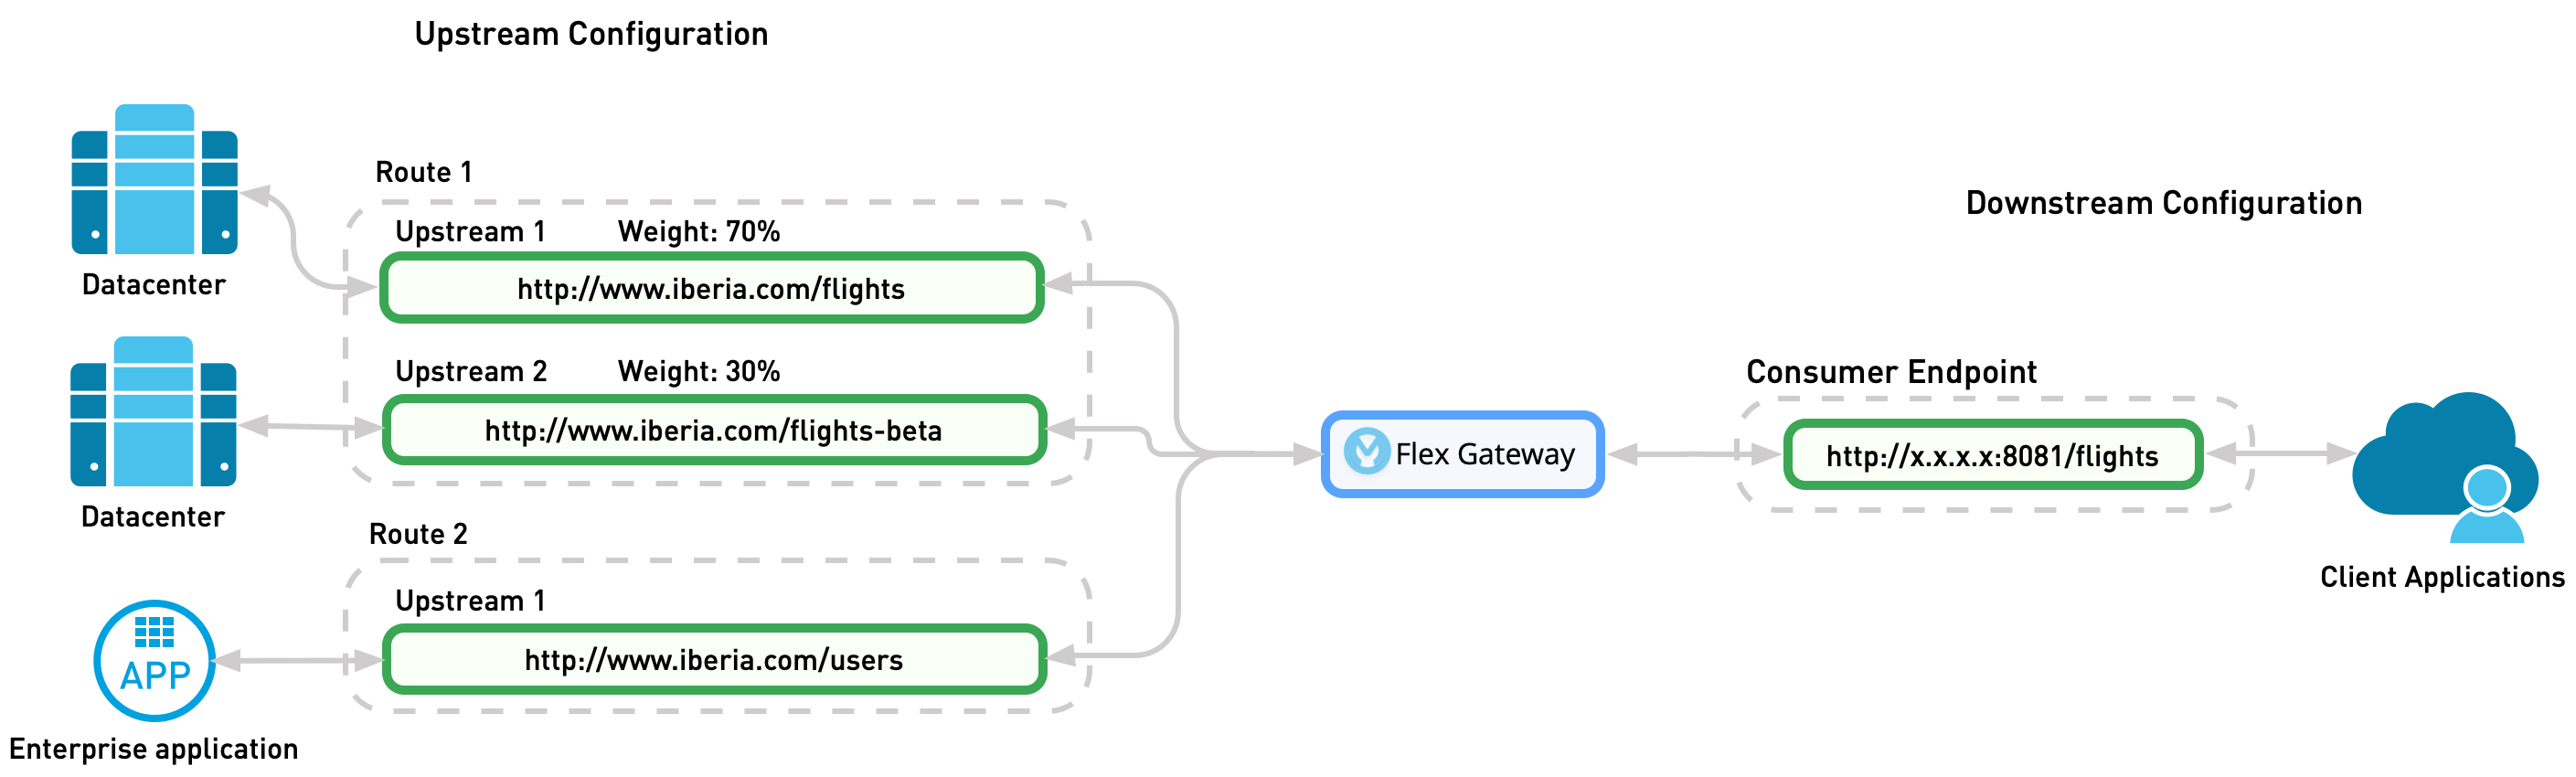 Upstream Configuration
Datacenter
Route 1
Upstream 1 Weight: 70%
http://www.iberia.com/flights
Upstream 2 Weight: 30%
http://www.iberia.com/flights-beta
Datacenter
Route 2
Upstream 1
http://www.iberia.com/users
APP
Enterprise application
Flex Gateway
Downstream Configuration
Consumer Endpoint
http://x.x.x.x:8081/flights
Client Applications